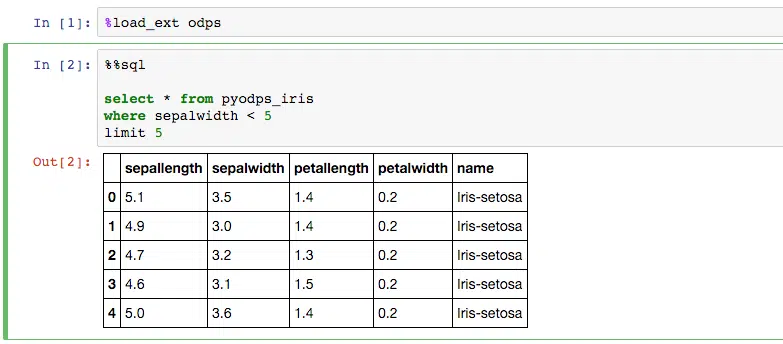 In [1]: %load_ext odps
In [2]: %%sql
select * from pyodps_iris
where sepalwidth < 5
limit 5
Out[2]:
sepallength sepalwidth petallength petalwidth name
0 5.1 3.5 1.4 0.2 Iris-setosa
1 4.9 3.0 1.4 0.2 Iris-setosa
2 4.7 3.2 1.3 0.2 Iris-setosa
3 4.6 3.1 1.5 0.2 Iris-setosa
4 5.0 3.6 1.4 0.2 Iris-setosa